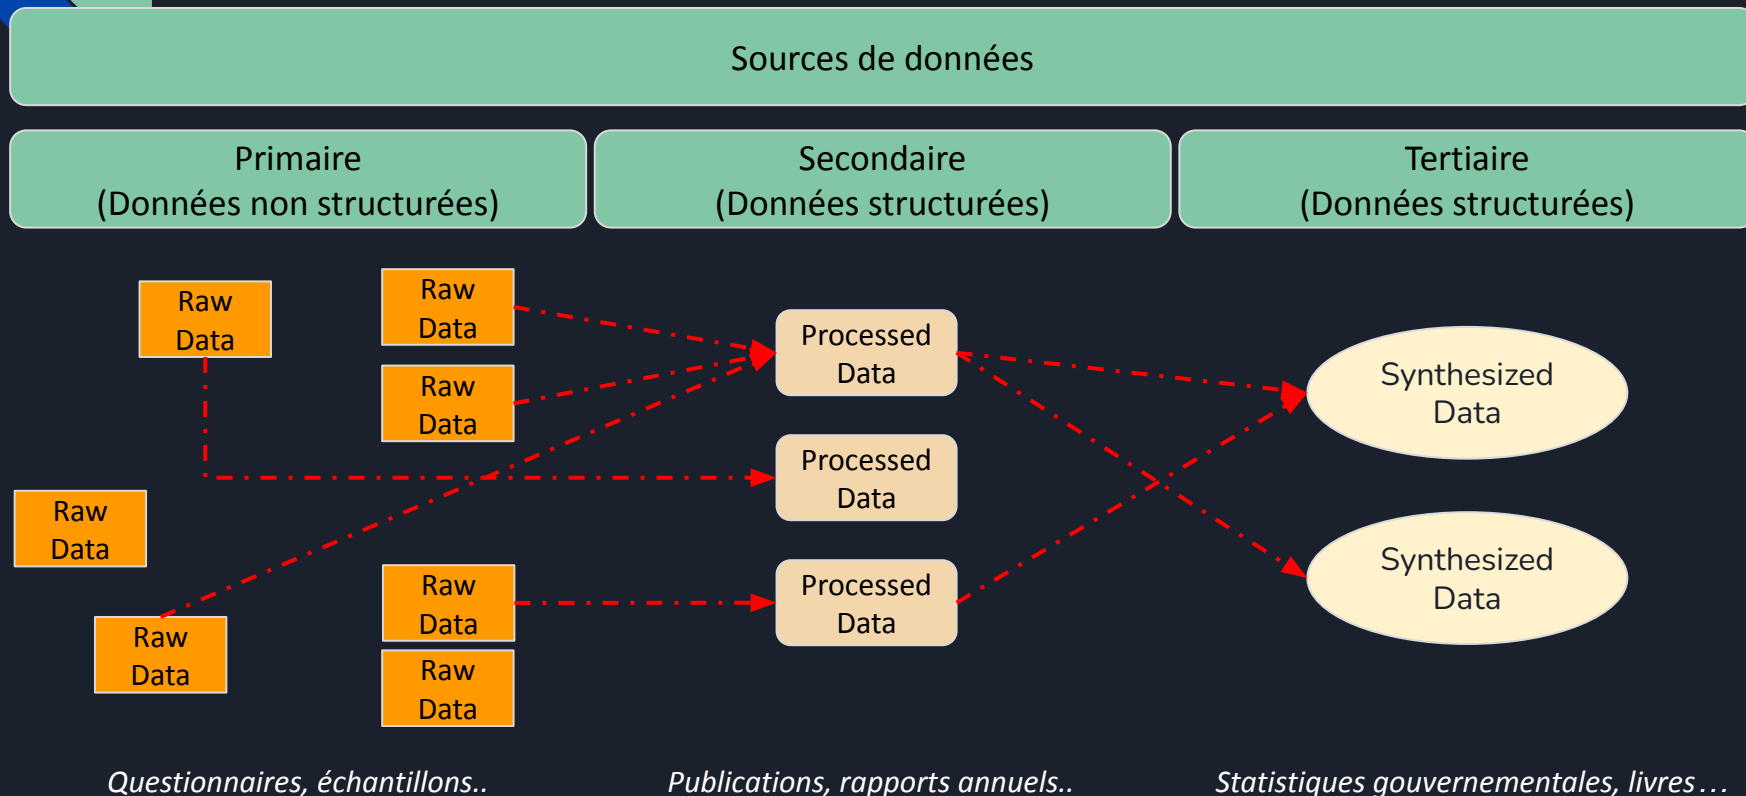 Sources de données
Primaire
(Données non structurées)
Secondaire
(Données structurées)
Tertiaire
(Données structurées)
Raw
Data
Raw
Data
Raw
Data
Raw
Data
Raw
Data
Raw
Data
Raw
Data
Processed
Data
Processed
Data
Processed
Data
Synthesized
Data
Synthesized
Data
Questionnaires, échantillons..
Publications, rapports annuels..
Statistiques gouvernementales, livres…